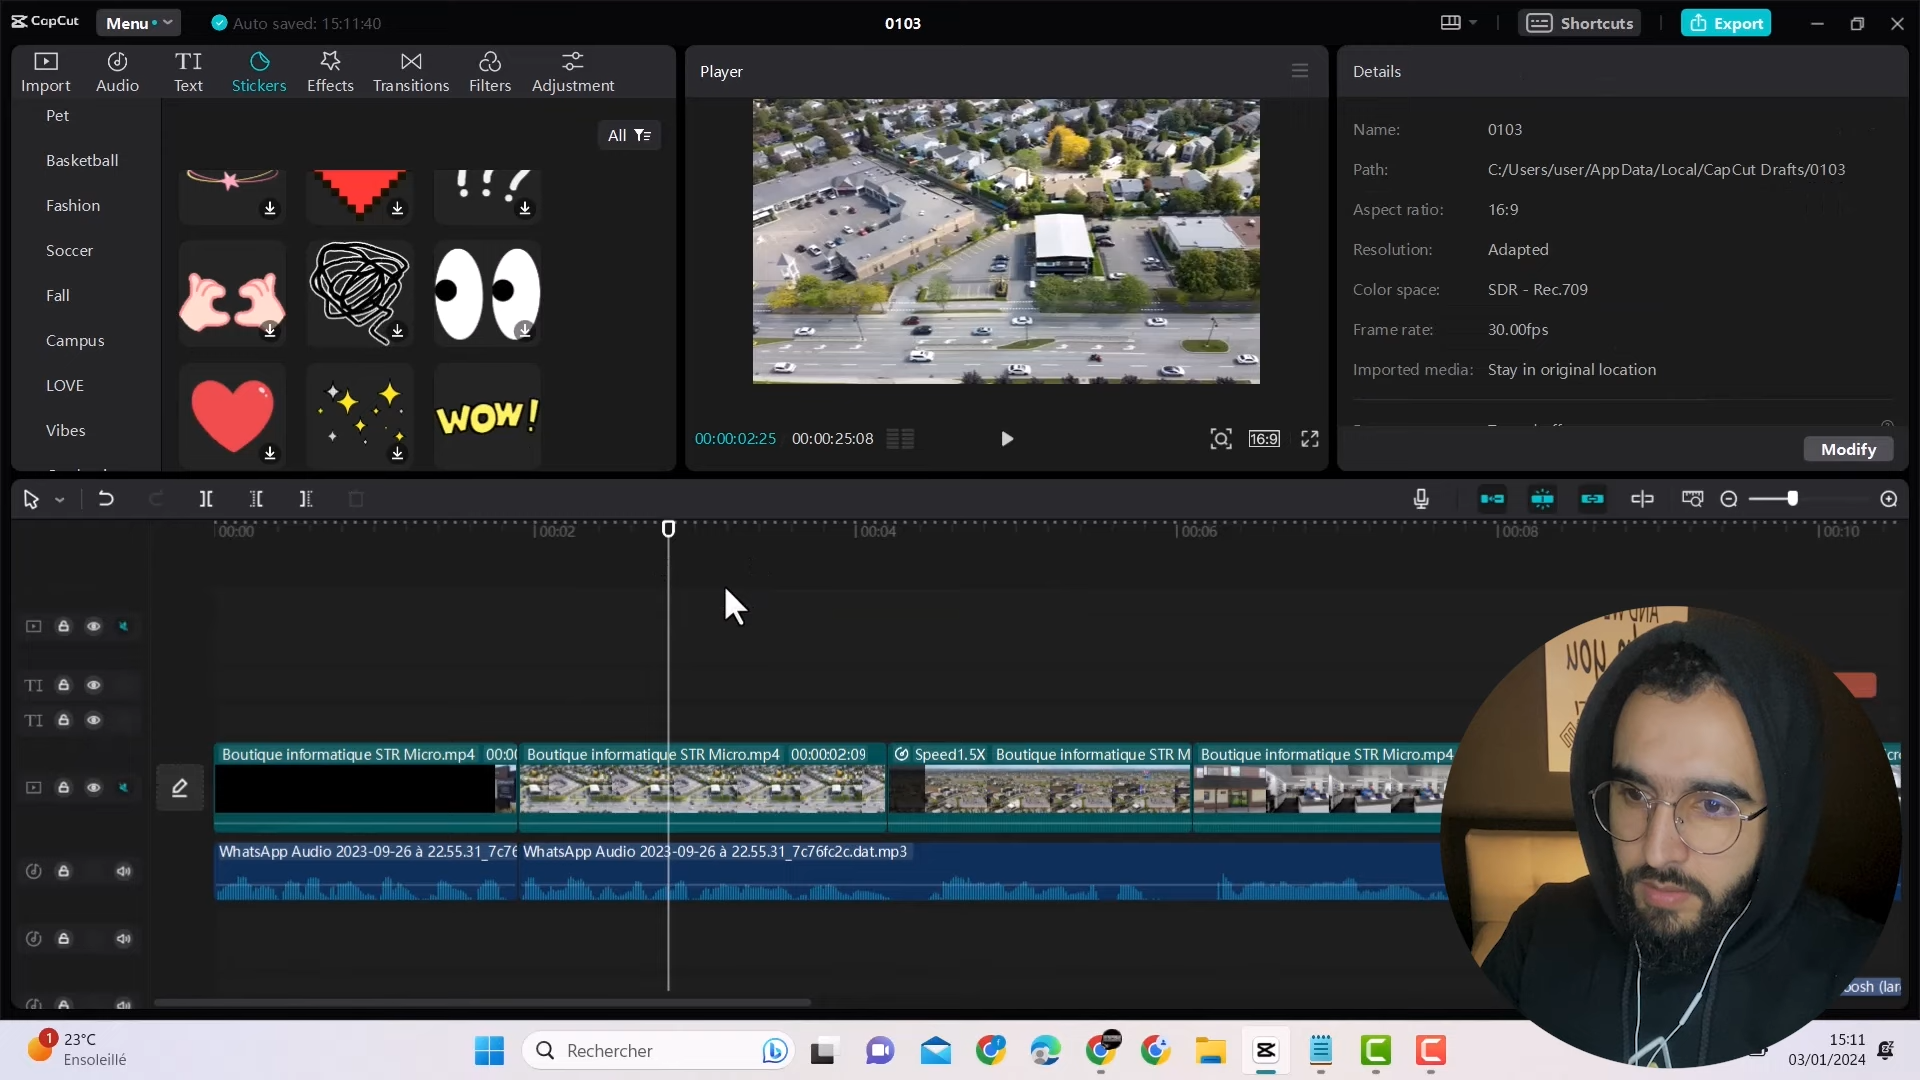 CapCut
Menu
Auto saved: 15:11:40
0103
Shortcuts
Export
Import
Audio
Text
Stickers
Effects
Transitions
Filters
Adjustment
Player
Details
Pet
Basketball
Fashion
Soccer
Fall
Campus
LOVE
Vibes
All
!!?
WOW!
Name:
0103
Path:
C:/Users/user/AppData/Local/CapCut Drafts/0103
Aspect ratio:
16:9
Resolution:
Adapted
Color space:
SDR - Rec.709
Frame rate:
30.00fps
Imported media:
Stay in original location
Modify
00:00:02:25
00:00:25:08
16:9
00:00
00:02
00:04
00:06
00:08
00:10
TI
TI
Boutique informatique STR Micro.mp4 00:00
Boutique informatique STR Micro.mp4 00:00:02:09
Speed1.5X Boutique informatique STR M
Boutique informatique STR Micro.mp4
WhatsApp Audio 2023-09-26 à 22.55.31_7c76
WhatsApp Audio 2023-09-26 à 22.55.31_7c76fc2c.dat.mp3
YOU
23°C
Ensoleillé
1
Rechercher
15:11
03/01/2024